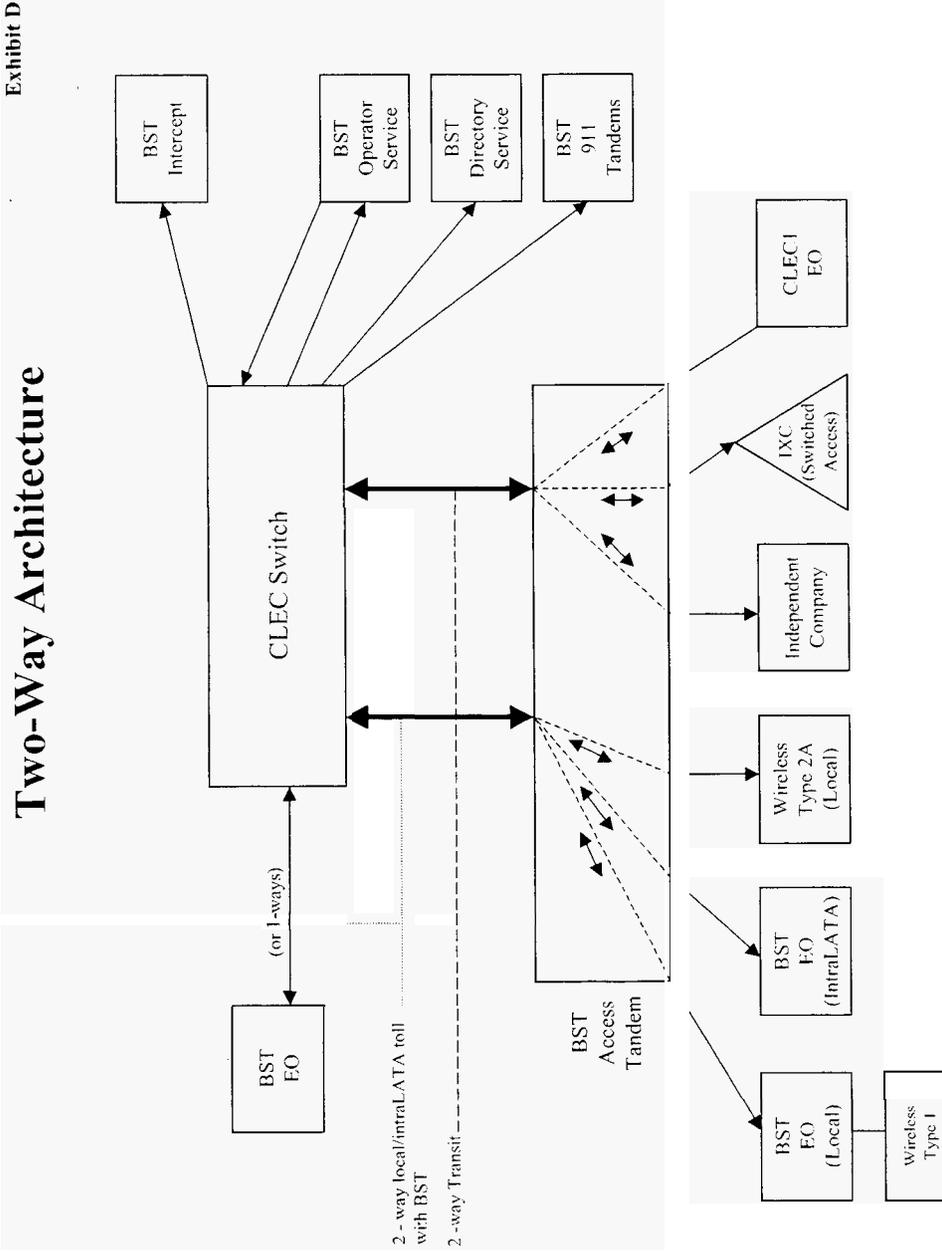 Exhibit D
Two-Way Architecture
BST
Intercept
BST
Operator
Service
BST
Directory
Service
BST
911
Tandems
CLEC Switch
(or 1-ways)
BST
EO
2 - way local/intraLATA toll
with BST
2 -way Transit
BST
Access
Tandem
BST
EO
(Local)
BST
EO
(IntraLATA)
Wireless
Type 2A
(Local)
Independent
Company
IXC
(Switched
Access)
CLEC1
EO
Wireless
Type 1